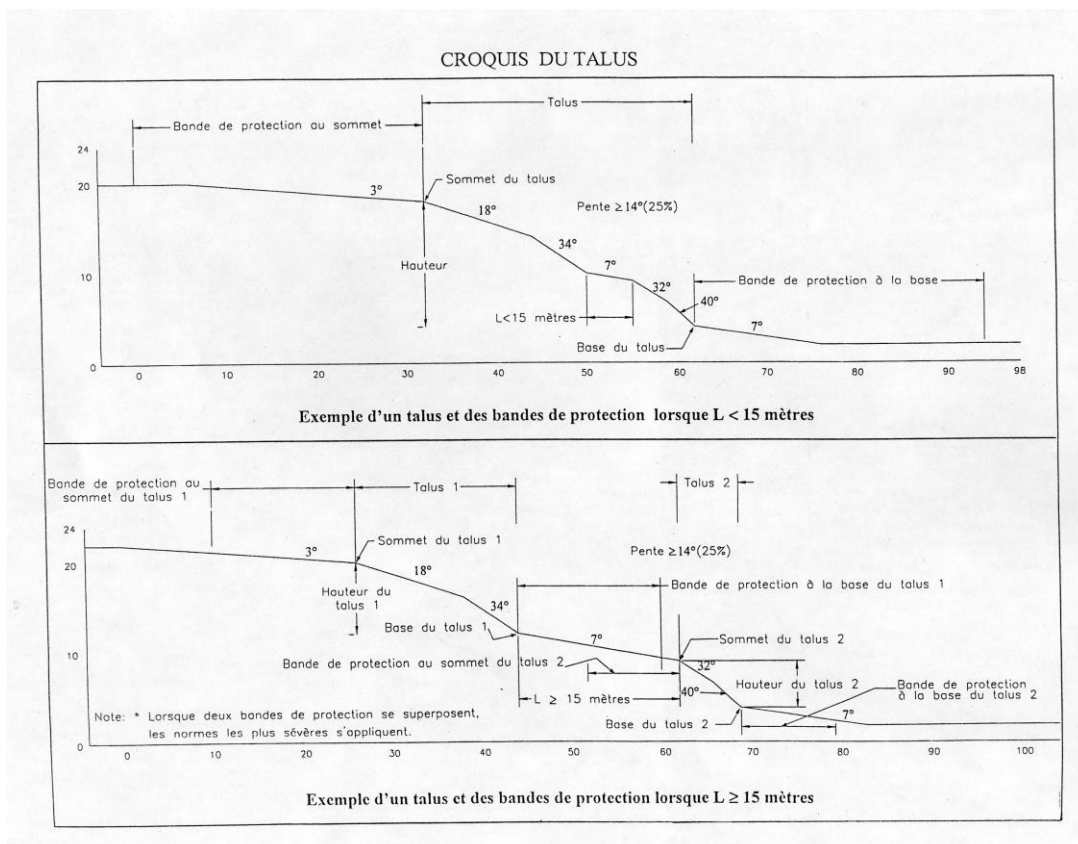 CROQUIS DU TALUS
Talus
Bande de protection au sommet
24
20
10
0
3°
Sommet du talus
18°
Pente ≥14°(25%)
34°
Hauteur
7°
32°
Bande de protection à la base
40°
L<15 mètres
7°
Base du talus
0 10 20 30 40 50 60 70 80 90 98
Exemple d'un talus et des bandes de protection lorsque L < 15 mètres
Bande de protection au
sommet du talus 1
Talus 1
Talus 2
24
20
10
0
3°
Sommet du talus 1
Pente ≥14°(25%)
18°
Hauteur du
talus 1
Bande de protection à la base du talus 1
34°
Base du talus 1
7°
Sommet du talus 2
Bande de protection au sommet du talus 2
32°
Hauteur du talus 2
Bande de protection
à la base du talus 2
L ≥ 15 mètres
40°
Base du talus 2
7°
Note: * Lorsque deux bandes de protection se superposent,
les normes les plus sévères s'appliquent.
0 10 20 30 40 50 60 70 80 90 100
Exemple d'un talus et des bandes de protection lorsque L ≥ 15 mètres